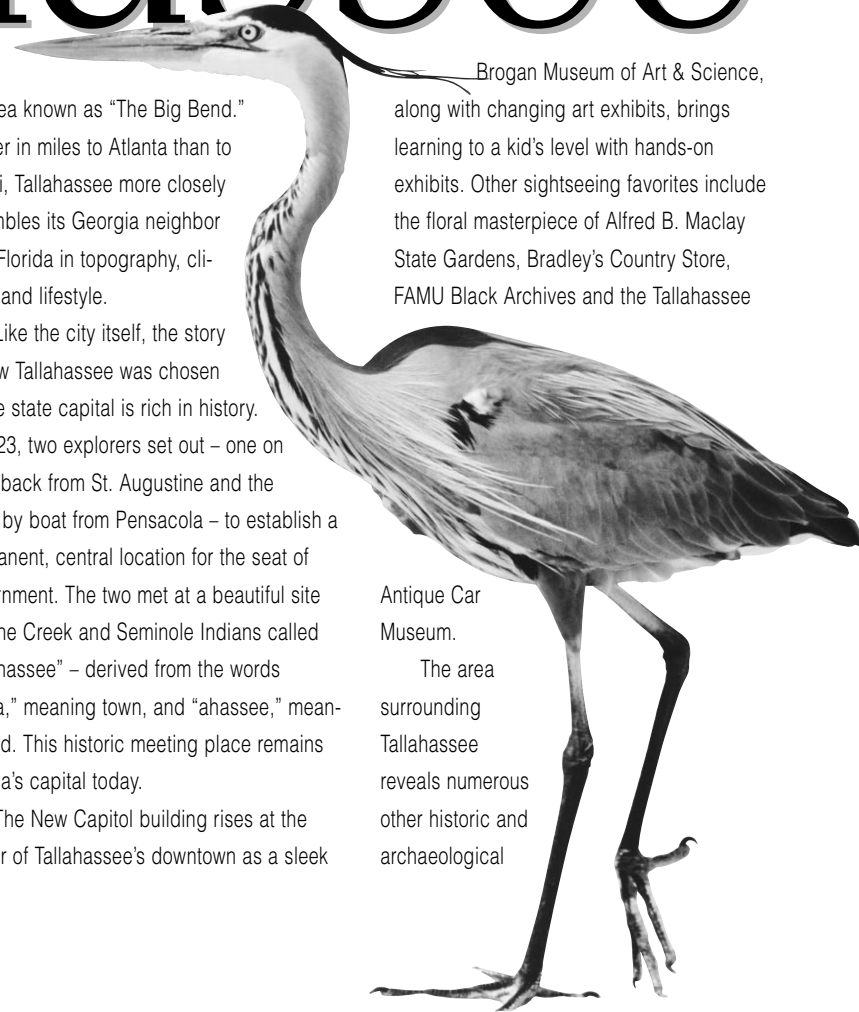 ea known as “The Big Bend.”
er in miles to Atlanta than to
i, Tallahassee more closely
mbles its Georgia neighbor
Florida in topography, cli-
and lifestyle.
Like the city itself, the story
w Tallahassee was chosen
e state capital is rich in history.
23, two explorers set out – one on
back from St. Augustine and the
by boat from Pensacola – to establish a
anent, central location for the seat of
rnment. The two met at a beautiful site
he Creek and Seminole Indians called
hassee” – derived from the words
a,” meaning town, and “ahassee,” mean-
d. This historic meeting place remains
a’s capital today.
The New Capitol building rises at the
r of Tallahassee’s downtown as a sleek
Brogan Museum of Art & Science,
along with changing art exhibits, brings
learning to a kid’s level with hands-on
exhibits. Other sightseeing favorites include
the floral masterpiece of Alfred B. Maclay
State Gardens, Bradley’s Country Store,
FAMU Black Archives and the Tallahassee
Antique Car
Museum.
The area
surrounding
Tallahassee
reveals numerous
other historic and
archaeological